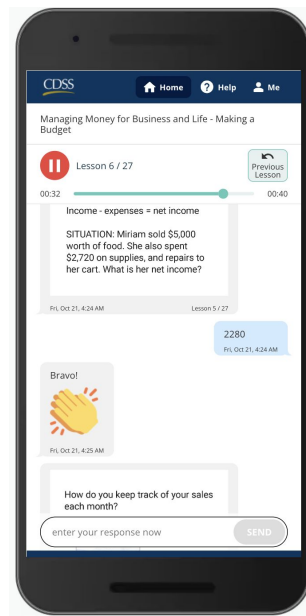 CDSS
Home
Help
Me
Managing Money for Business and Life - Making a
Budget
Lesson 6 / 27
Previous
Lesson
00:32
00:40
Income - expenses = net income
SITUATION: Miriam sold $5,000
worth of food. She also spent
$2,720 on supplies, and repairs to
her cart. What is her net income?
Fri, Oct 21, 4:24 AM
Lesson 5 / 27
2280
Fri, Oct 21, 4:24 AM
Bravo!
Fri, Oct 21, 4:25 AM
How do you keep track of your sales
each month?
enter your response now
SEND